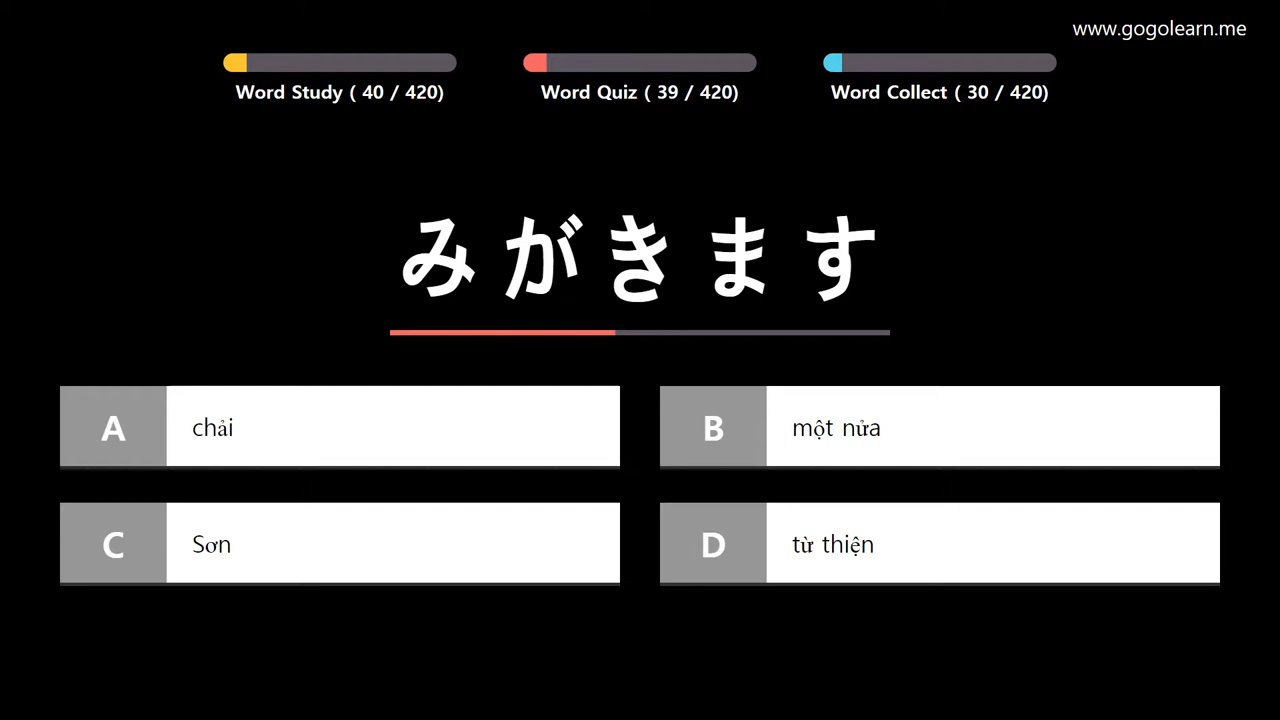 www.gogolearn.me
Word Study ( 40 / 420)
Word Quiz ( 39 / 420)
Word Collect ( 30 / 420)
みがきます
A chải
B một nửa
C Sơn
D từ thiện